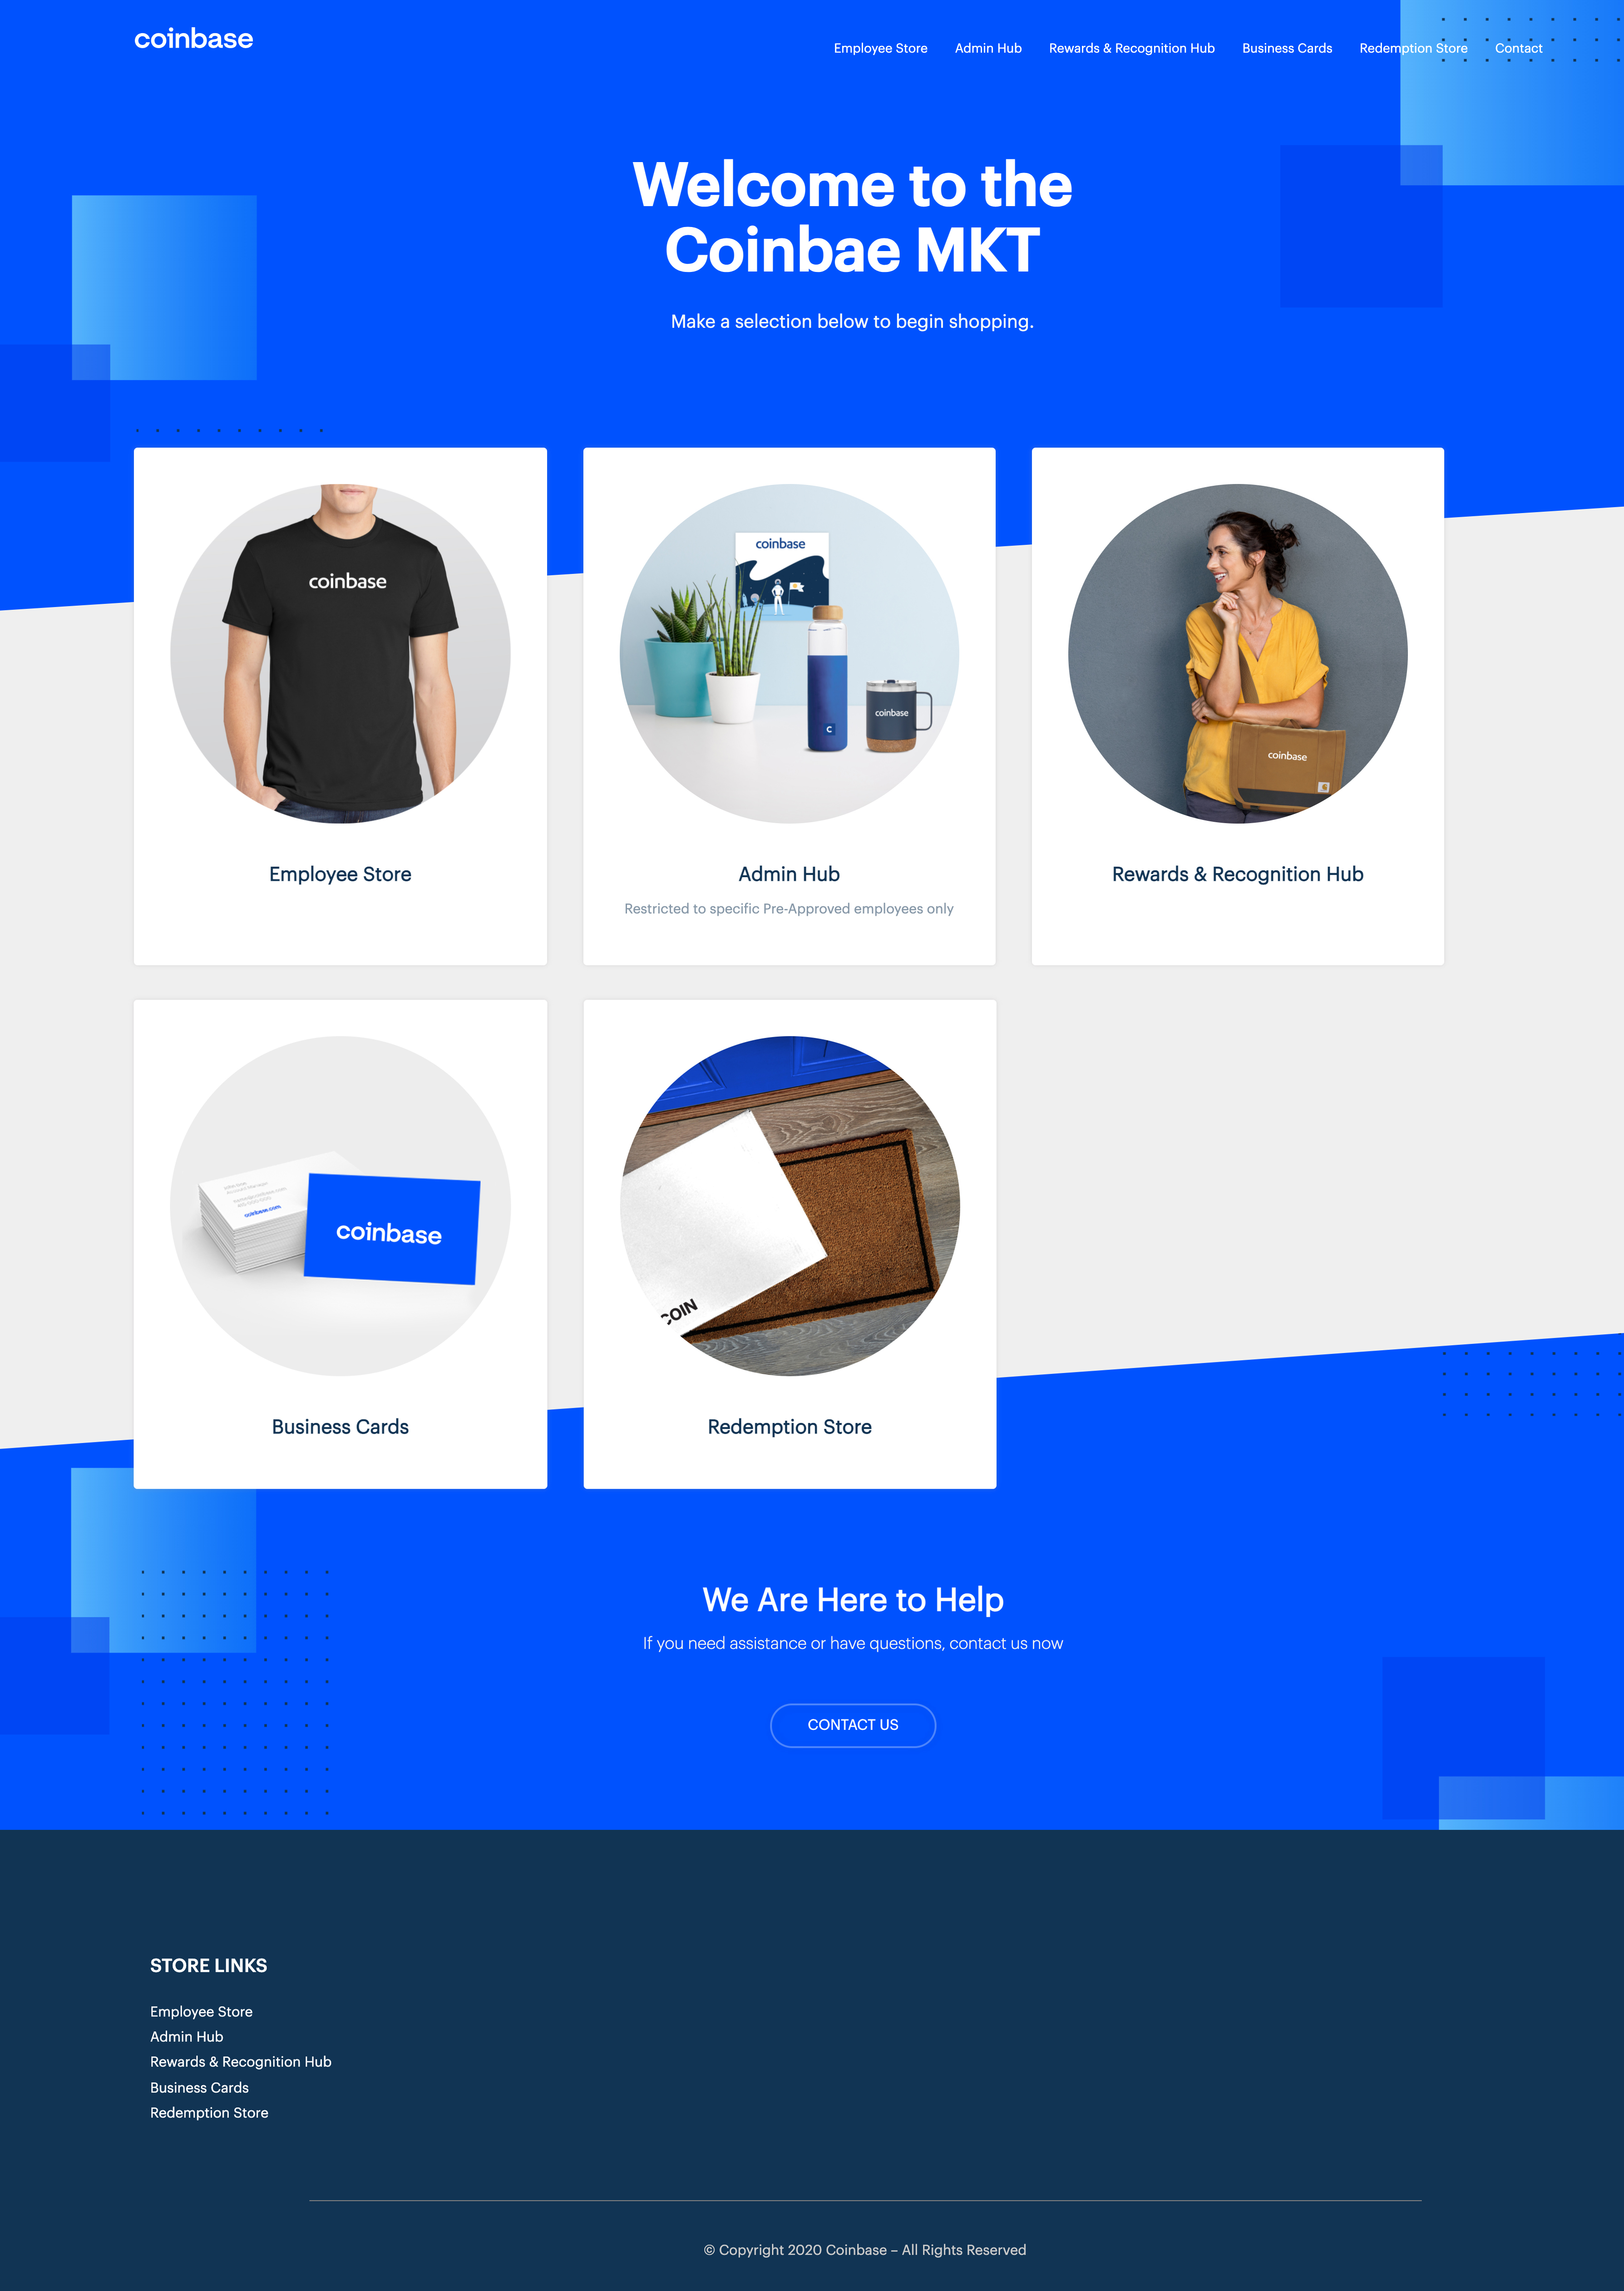 coinbase
Employee Store
Admin Hub
Rewards & Recognition Hub
Business Cards
Redemption Store
Contact
Welcome to the
Coinbae MKT
Make a selection below to begin shopping.
coinbase
coinbase
C
coinbase
coinbase
Employee Store
Admin Hub
Restricted to specific Pre-Approved employees only
Rewards & Recognition Hub
coinbase.com
coinbase
COIN
Business Cards
Redemption Store
We Are Here to Help
If you need assistance or have questions, contact us now
CONTACT US
STORE LINKS
Employee Store
Admin Hub
Rewards & Recognition Hub
Business Cards
Redemption Store
© Copyright 2020 Coinbase – All Rights Reserved